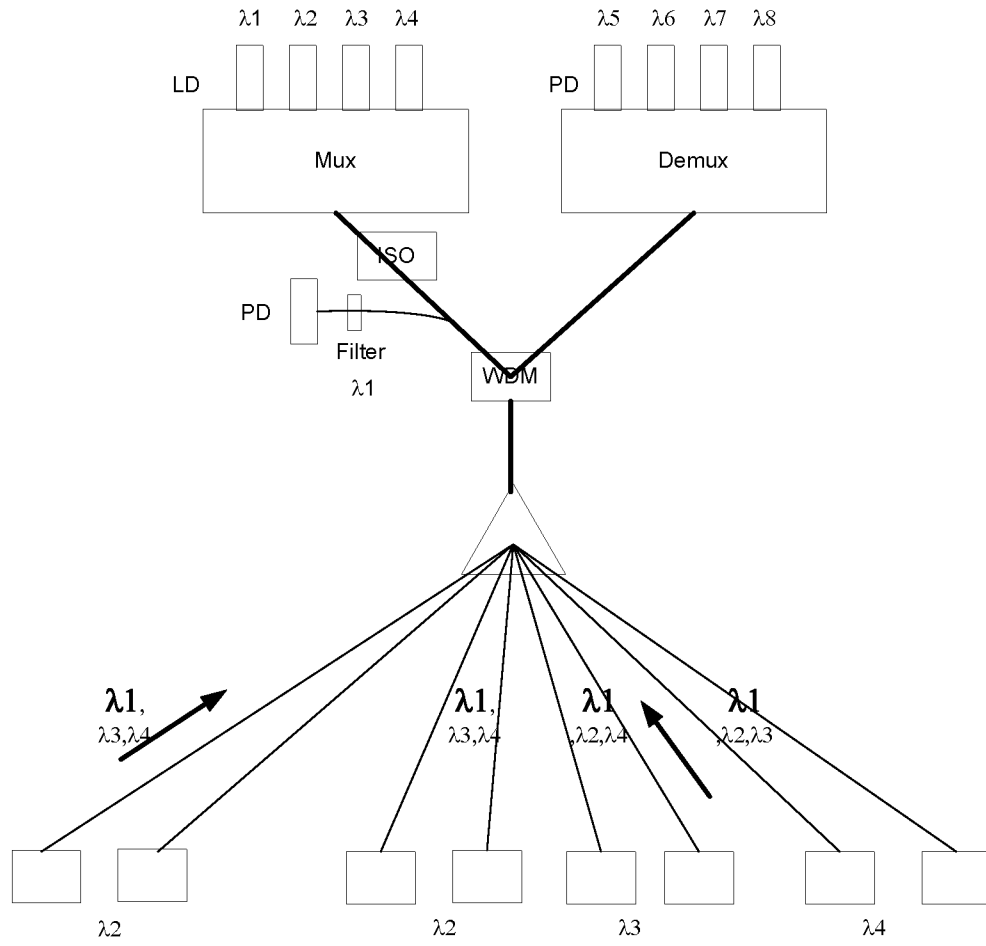 λ1 λ2 λ3 λ4 λ5 λ6 λ7 λ8
LD PD
Mux Demux
ISO
PD
Filter
λ1
WDM
λ1, λ1, λ1 λ1
λ3,λ4 λ3,λ4 ,λ2,λ4 ,λ2,λ3
λ2 λ2 λ3 λ4